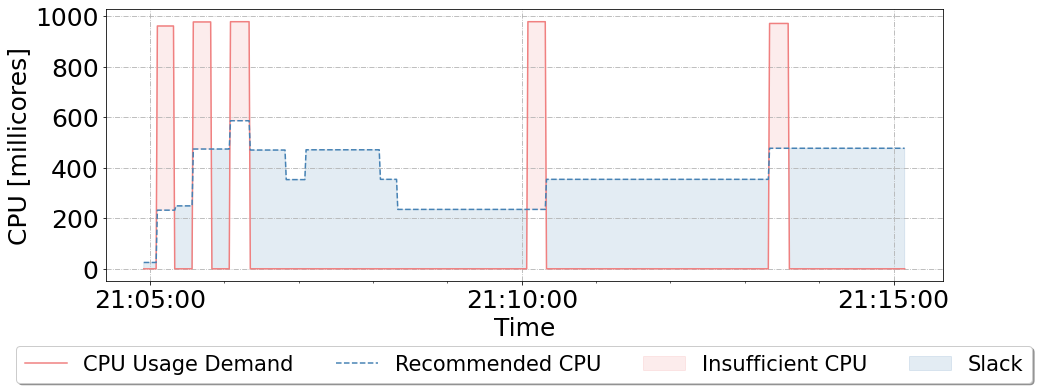 CPU [millicores]
1000
800
600
400
200
0
21:05:00 21:10:00 21:15:00
Time
CPU Usage Demand Recommended CPU Insufficient CPU Slack